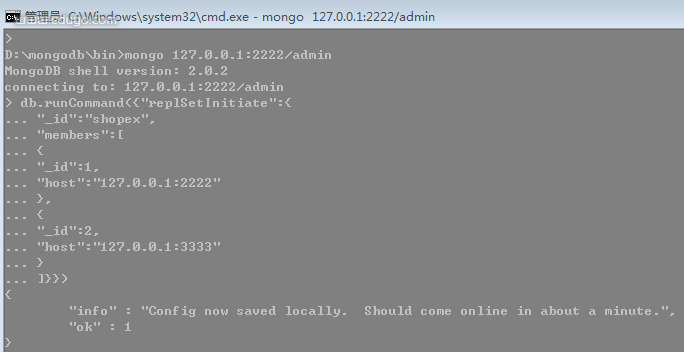 管理员: C:\Windows\system32\cmd.exe - mongo  127.0.0.1:2222/admin
>
D:\mongodb\bin>mongo 127.0.0.1:2222/admin
MongoDB shell version: 2.0.2
connecting to: 127.0.0.1:2222/admin
> db.runCommand({"replSetInitiate":{
... "_id":"shopex",
... "members":[
... {
... "_id":1,
... "host":"127.0.0.1:2222"
... },
... {
... "_id":2,
... "host":"127.0.0.1:3333"
... }
... ]}})
{
        "info" : "Config now saved locally.  Should come online in about a minute.",
        "ok" : 1
}